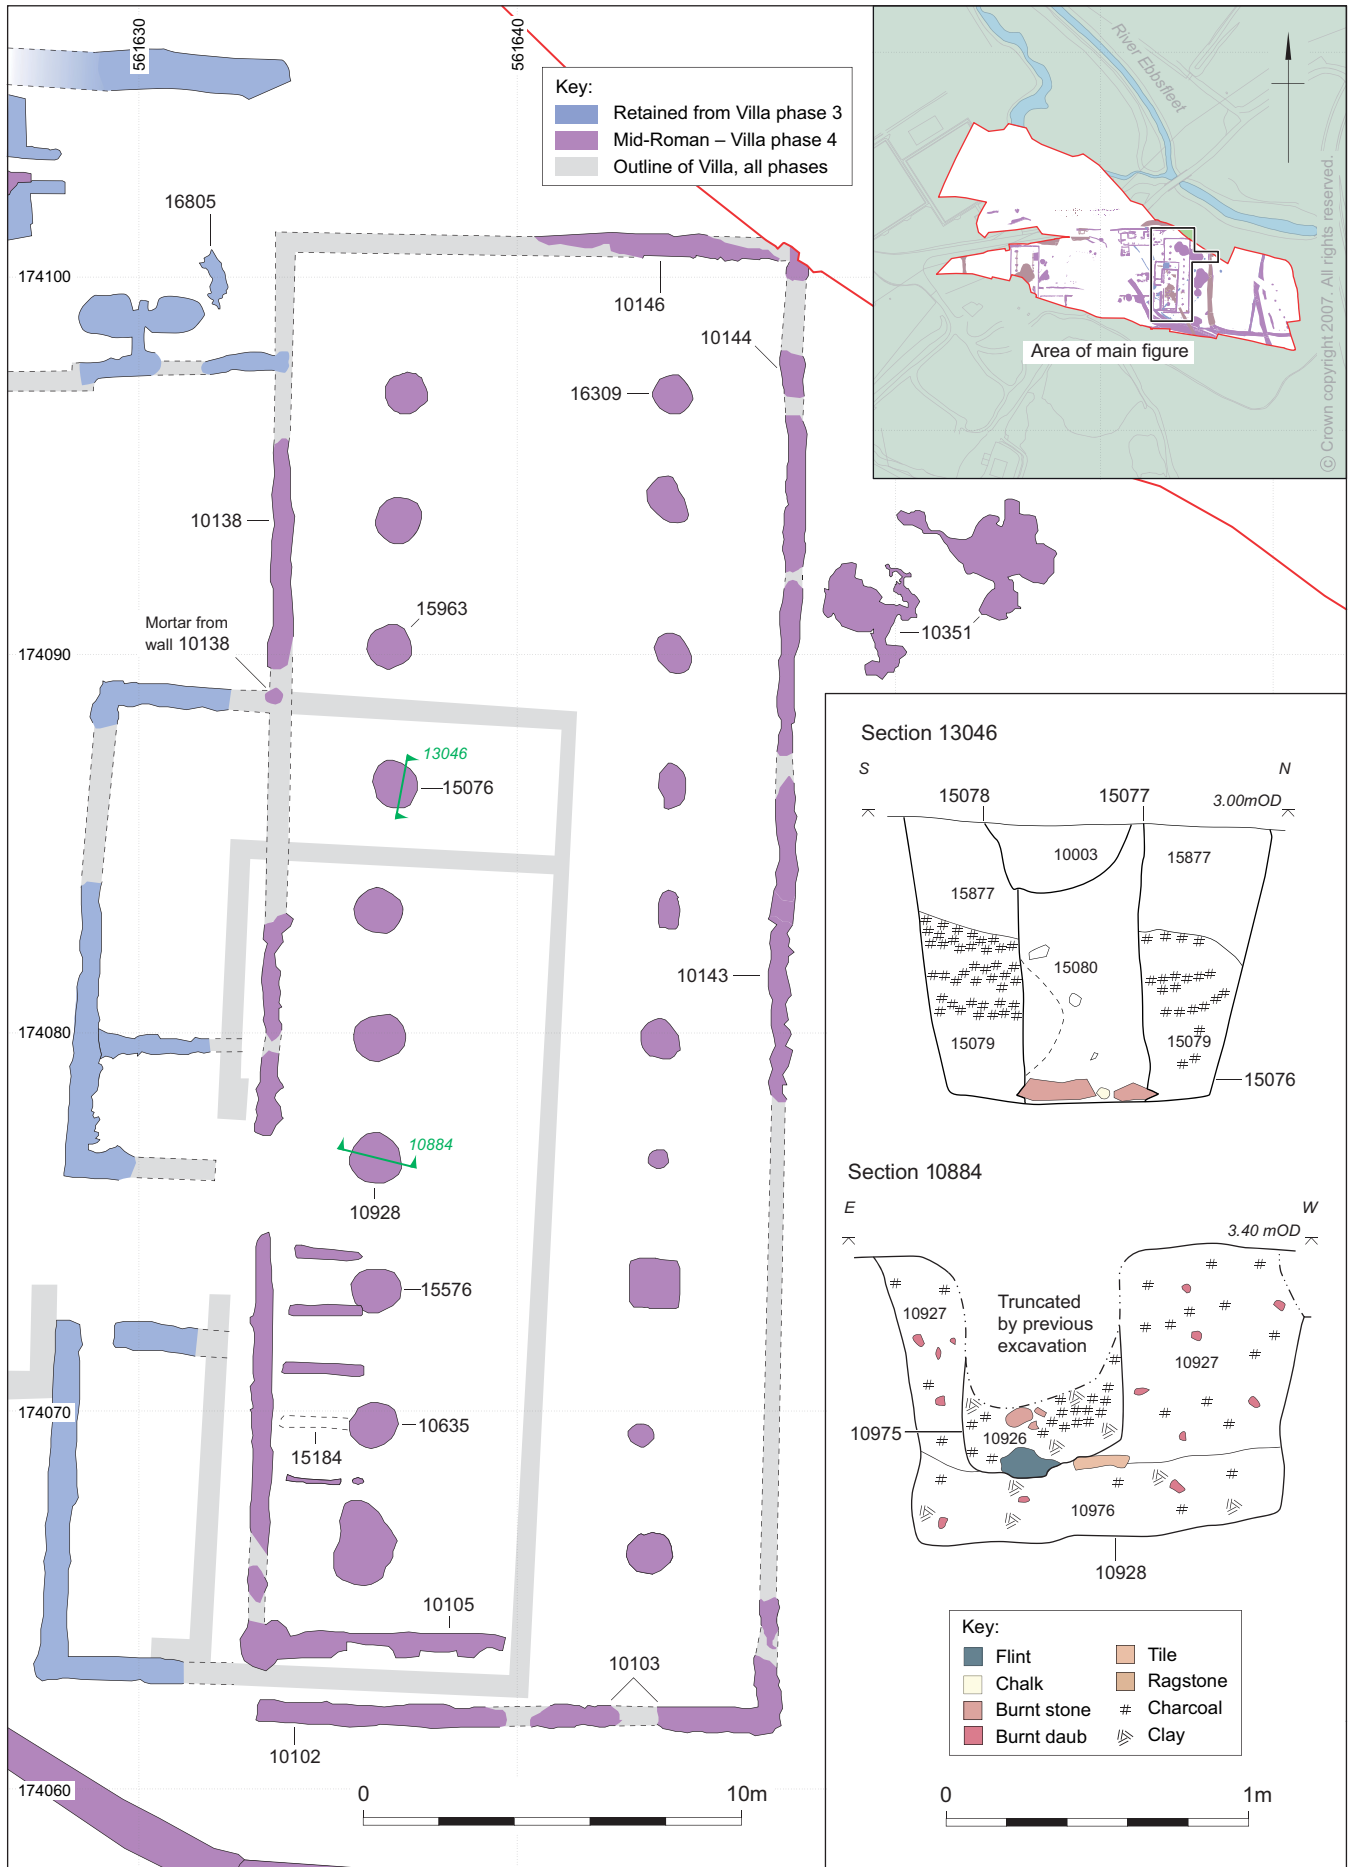 561630
561640
Key:
Retained from Villa phase 3
Mid-Roman – Villa phase 4
Outline of Villa, all phases
River Ebbsfleet
Area of main figure
© Crown copyright 2007. All rights reserved.
16805
174100
10146
10144
16309
10138
15963
10351
Mortar from
wall 10138
174090
13046
15076
10143
174080
10884
10928
15576
174070
10635
15184
10105
10103
10102
174060
0
10m
Section 13046
S
N
15078
15077
3.00mOD
10003
15877
15877
15080
15079
15079
15076
Section 10884
E
W
3.40 mOD
Truncated
by previous
excavation
10927
10927
10975
10926
10976
10928
Key:
Flint
Chalk
Burnt stone
Burnt daub
Tile
Ragstone
Charcoal
Clay
0
1m